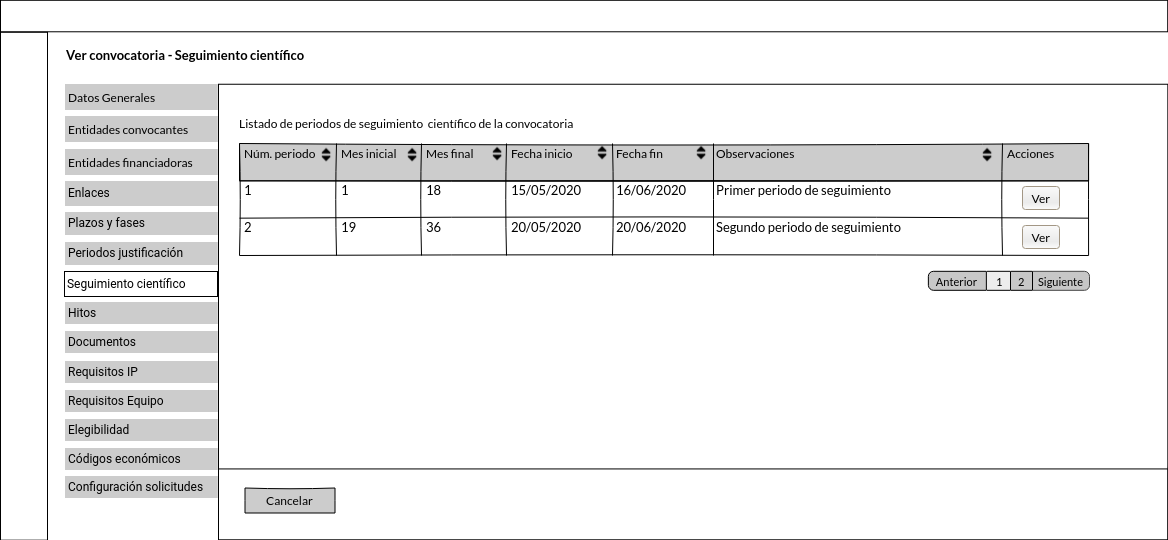 Ver convocatoria - Seguimiento científico
Datos Generales
Entidades convocantes
Entidades financiadoras
Enlaces
Plazos y fases
Periodos justificación
Seguimiento científico
Hitos
Documentos
Requisitos IP
Requisitos Equipo
Elegibilidad
Códigos económicos
Configuración solicitudes
Listado de periodos de seguimiento científico de la convocatoria
Núm. periodo Mes inicial Mes final Fecha inicio Fecha fin Observaciones Acciones
1 1 18 15/05/2020 16/06/2020 Primer periodo de seguimiento Ver
2 19 36 20/05/2020 20/06/2020 Segundo periodo de seguimiento Ver
Anterior 1 2 Siguiente
Cancelar